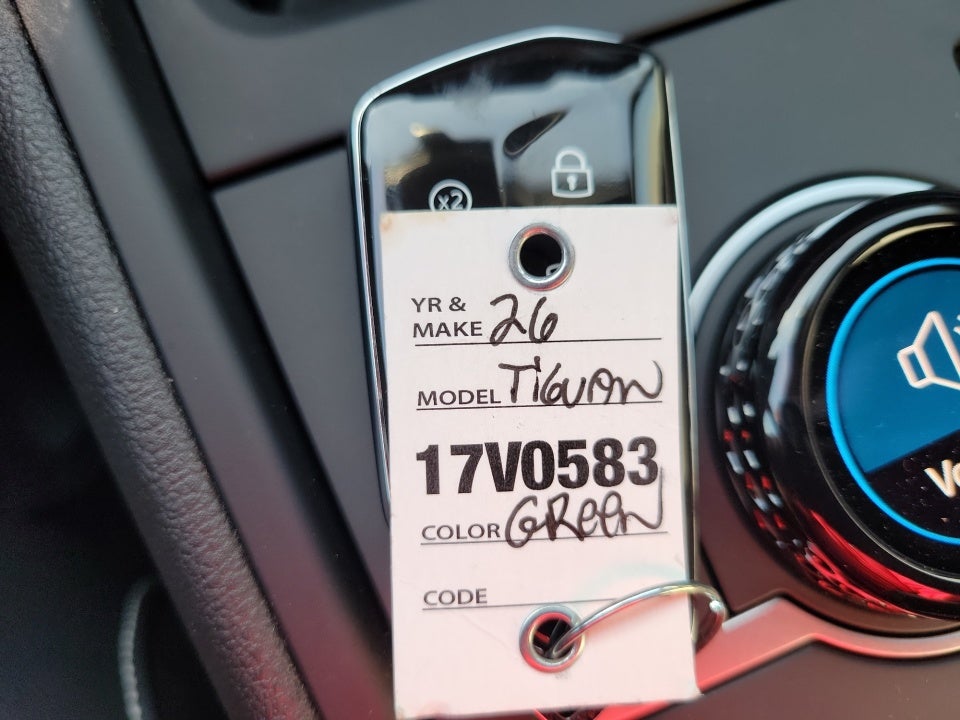 x2
YR &
MAKE 26
MODEL TIGUAN
17V0583
COLOR GREEN
CODE